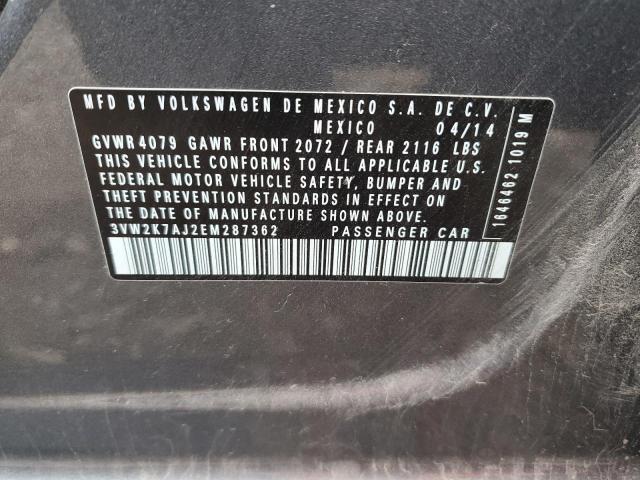 MFD BY VOLKSWAGEN DE MEXICO S.A. DE C.V.
MEXICO 04/14
GVWR 4079 GAWR FRONT 2072 / REAR 2116 LBS
THIS VEHICLE CONFORMS TO ALL APPLICABLE U.S.
FEDERAL MOTOR VEHICLE SAFETY, BUMPER AND
THEFT PREVENTION STANDARDS IN EFFECT ON
THE DATE OF MANUFACTURE SHOWN ABOVE.
3VW2K7AJ2EM287362 PASSENGER CAR
1646462 1019 M